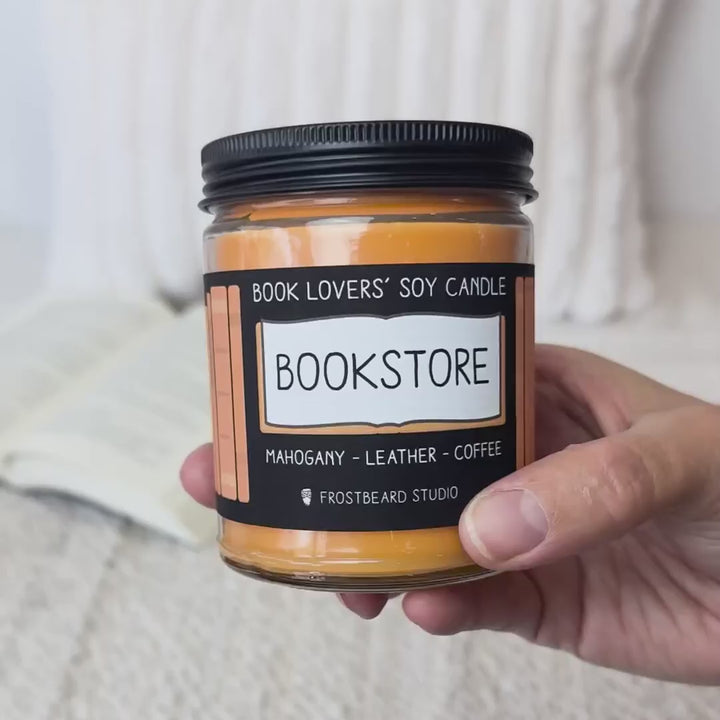 BOOK LOVERS' SOY CANDLE
BOOKSTORE
MAHOGANY - LEATHER - COFFEE
FROSTBEARD STUDIO